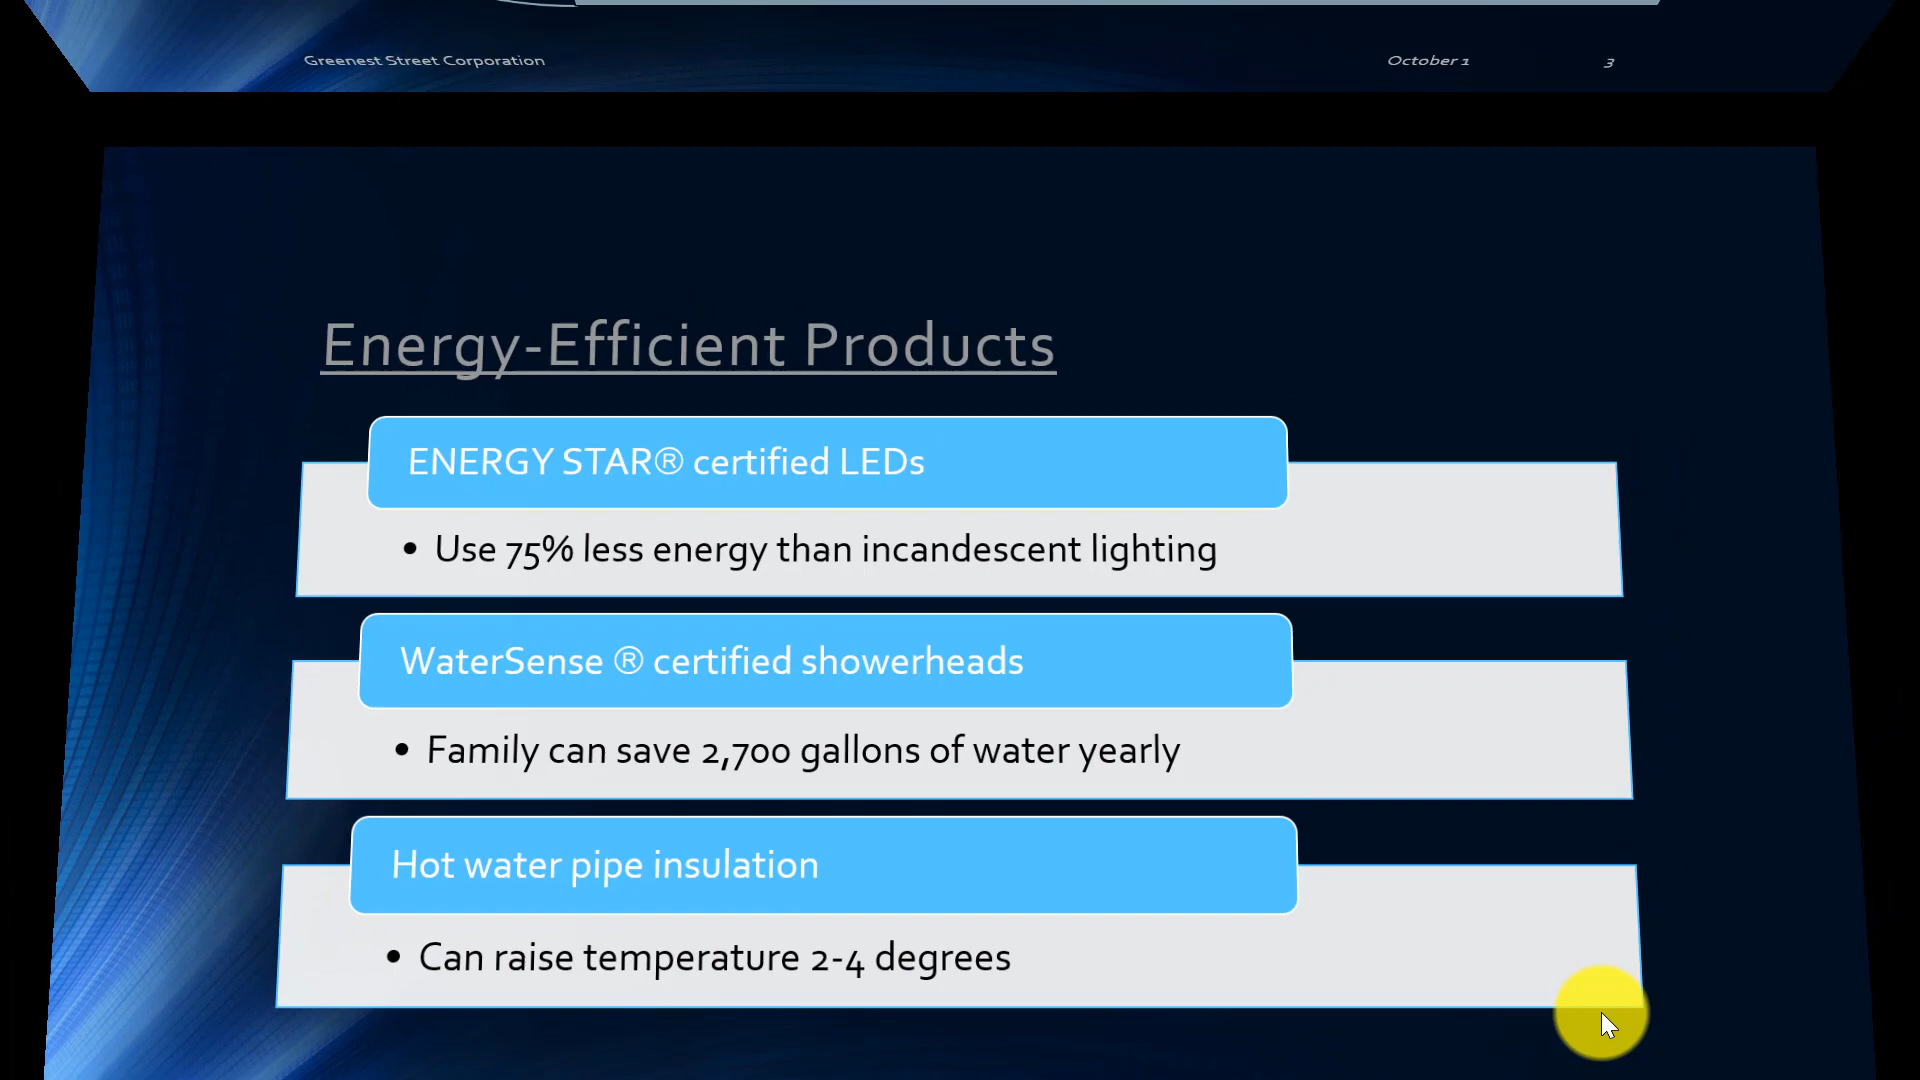 Greenest Street Corporation October 1 3
Energy-Efficient Products
ENERGY STAR® certified LEDs
• Use 75% less energy than incandescent lighting
WaterSense ® certified showerheads
• Family can save 2,700 gallons of water yearly
Hot water pipe insulation
• Can raise temperature 2-4 degrees